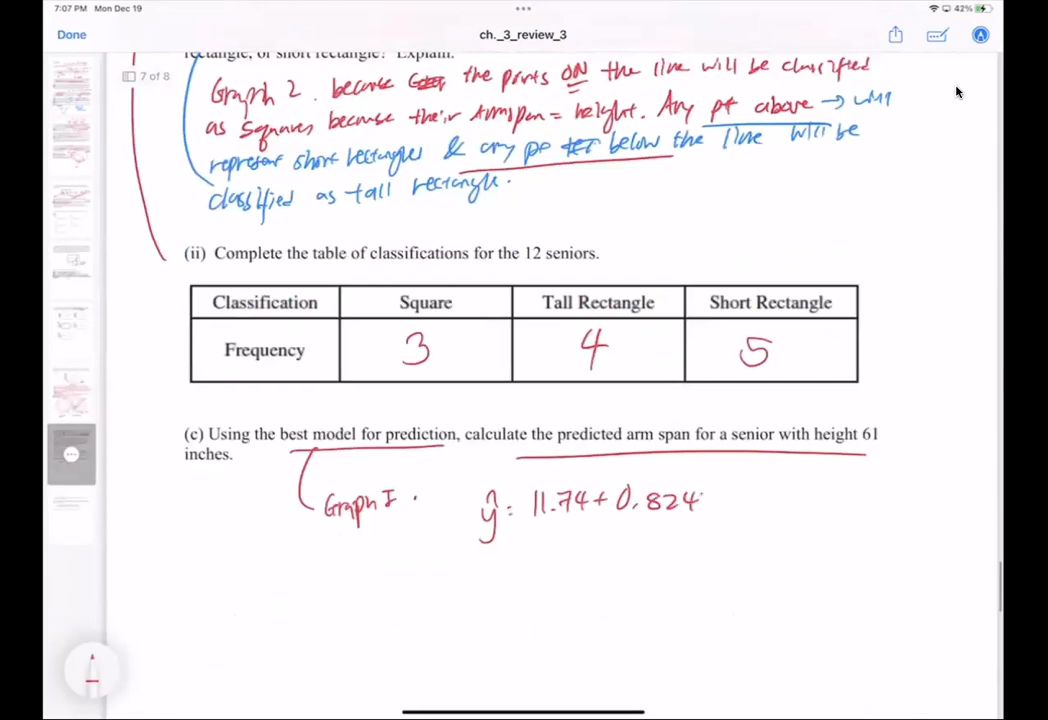 7:07 PM Mon Dec 19
42%
Done
ch._3_review_3
rectangle, or short rectangle? Explain.
7 of 8
Graph 2. because the points ON the line will be classified
as squares because their Armspan = height. Any pt above → will
represent short rectangles & any pt below the line will be
classified as tall rectangle.
(ii) Complete the table of classifications for the 12 seniors.
Classification Square Tall Rectangle Short Rectangle
Frequency 3 4 5
(c) Using the best model for prediction, calculate the predicted arm span for a senior with height 61
inches.
Graph I. ŷ = 11.74 + 0.824